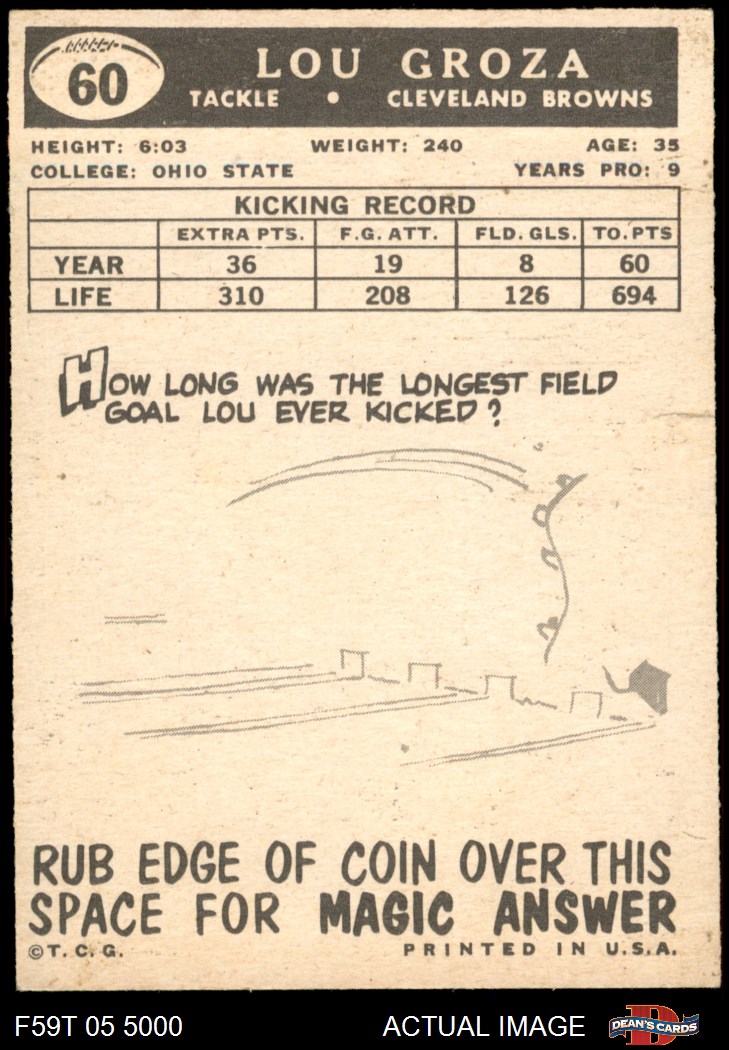 60
LOU GROZA
TACKLE • CLEVELAND BROWNS
HEIGHT: 6:03 WEIGHT: 240 AGE: 35
COLLEGE: OHIO STATE YEARS PRO: 9
KICKING RECORD
EXTRA PTS. F.G. ATT. FLD. GLS. TO. PTS
YEAR 36 19 8 60
LIFE 310 208 126 694
HOW LONG WAS THE LONGEST FIELD
GOAL LOU EVER KICKED?
RUB EDGE OF COIN OVER THIS
SPACE FOR MAGIC ANSWER
©T.C.G. PRINTED IN U.S.A.
F59T 05 5000 ACTUAL IMAGE DEAN'S CARDS